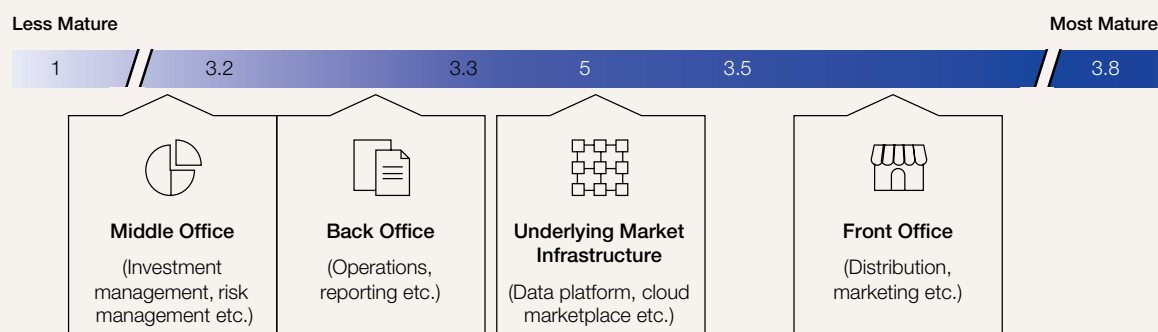 Less Mature
Most Mature
1
3.2
3.3
5
3.5
3.8
Middle Office
(Investment
management, risk
management etc.)
Back Office
(Operations,
reporting etc.)
Underlying Market
Infrastructure
(Data platform, cloud
marketplace etc.)
Front Office
(Distribution,
marketing etc.)